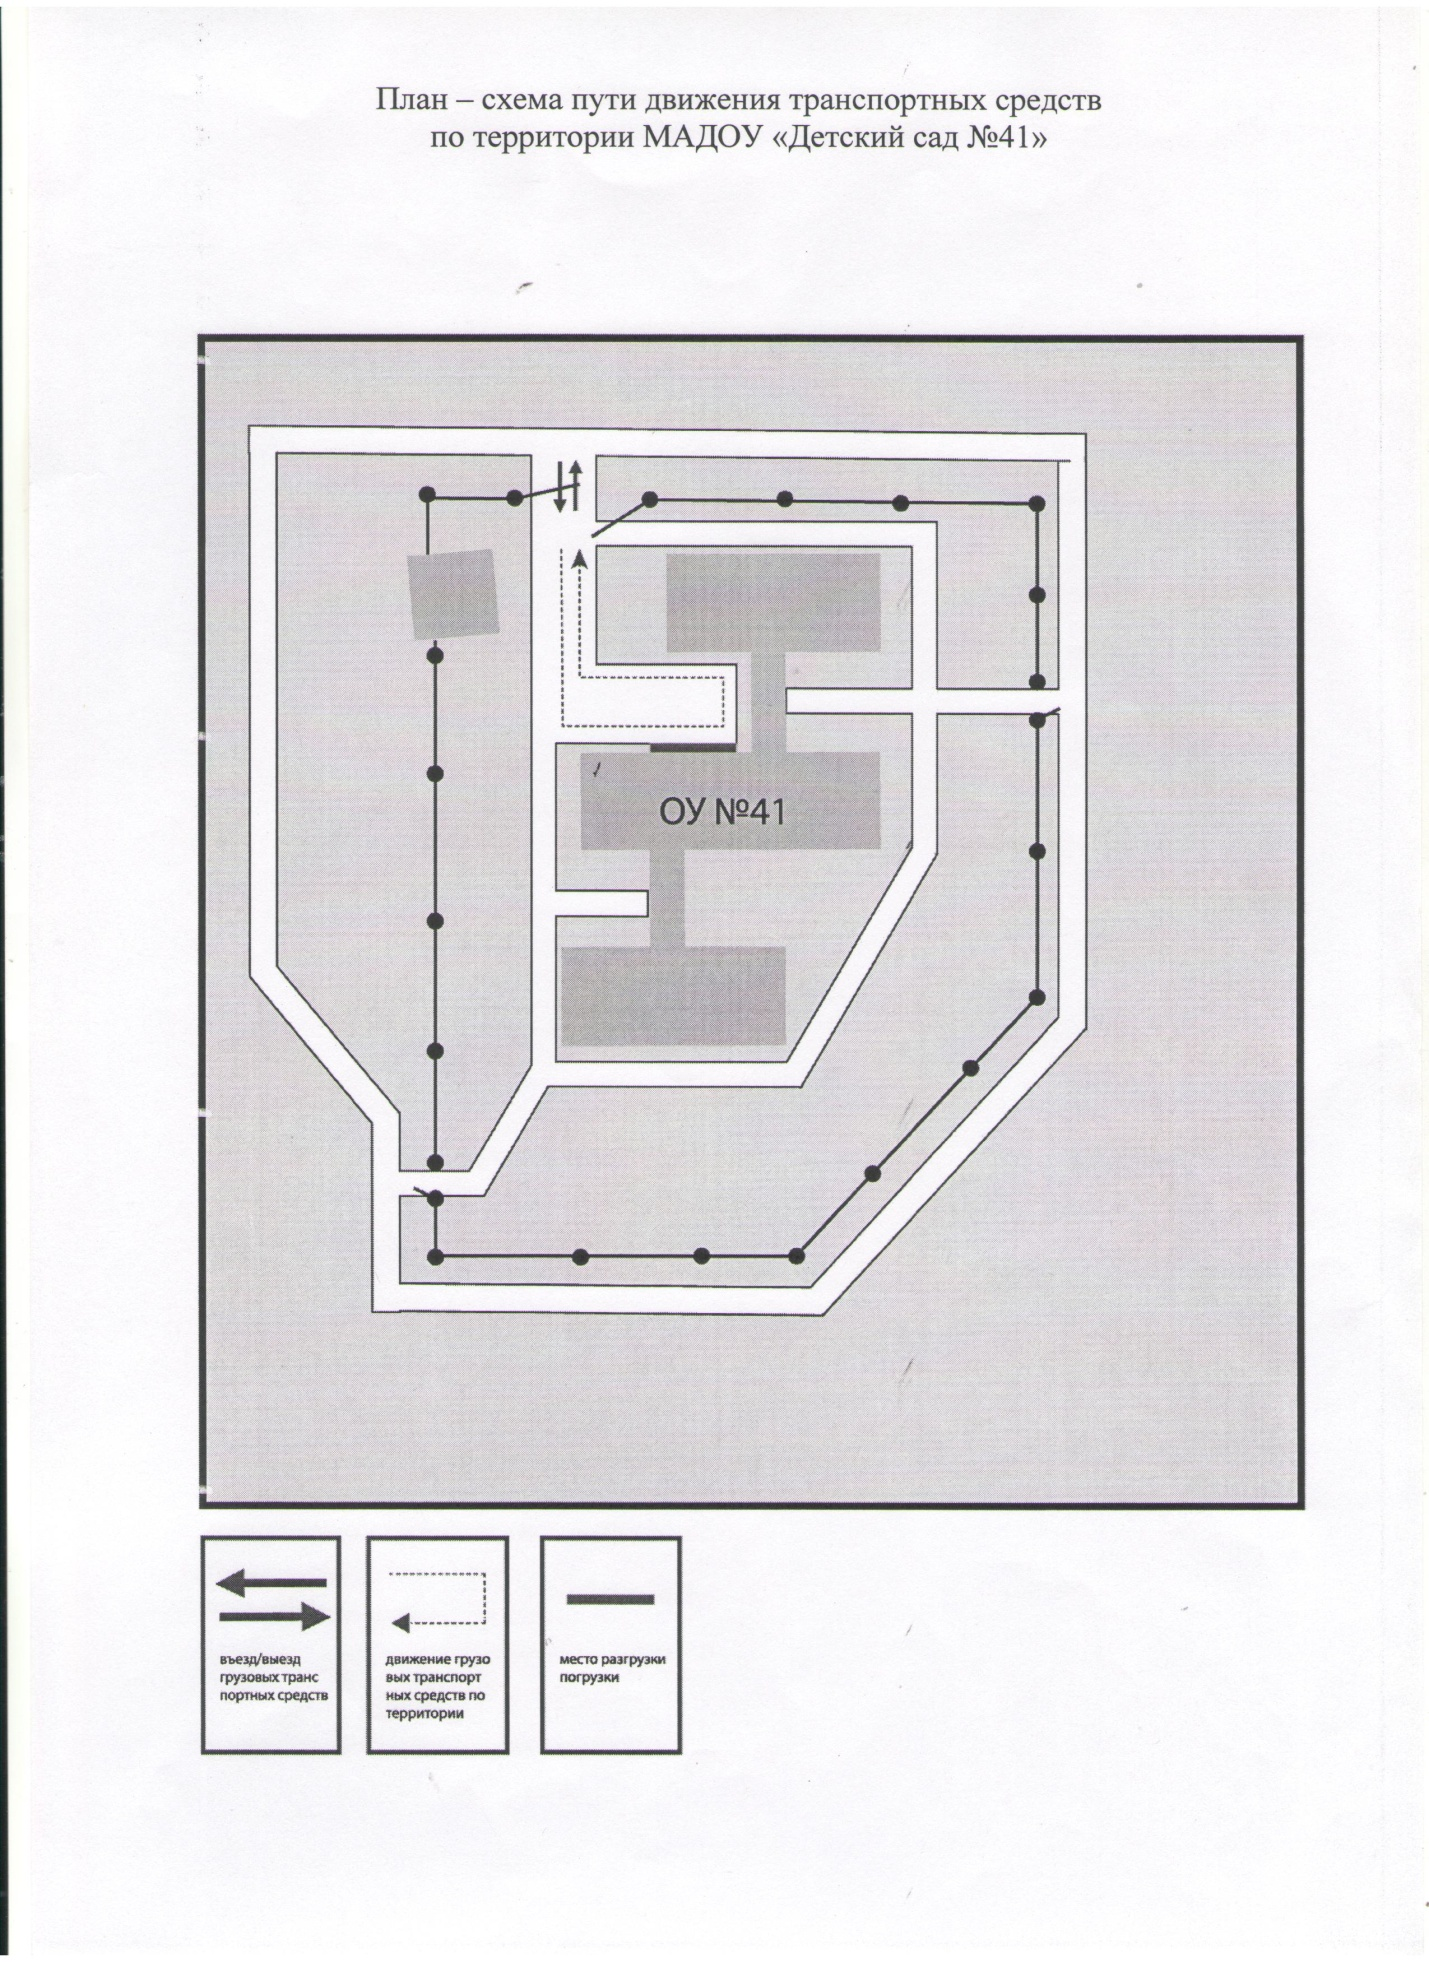 План – схема пути движения транспортных средств
по территории МАДОУ «Детский сад №41»
ОУ №41
въезд/выезд
грузовых транс
портных средств
движение грузо
вых транспорт
ных средств по
территории
место разгрузки
погрузки